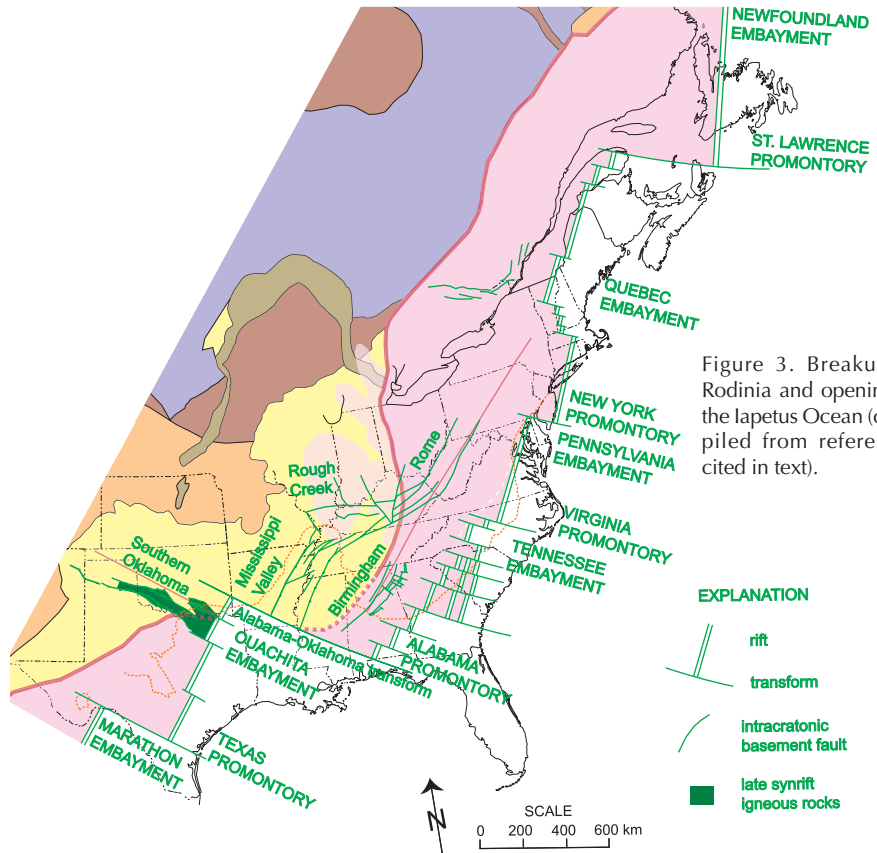 NEWFOUNDLAND
EMBAYMENT
ST. LAWRENCE
PROMONTORY
QUEBEC
EMBAYMENT
Figure 3. Breaku
Rodinia and openin
the Iapetus Ocean (c
piled from refere
cited in text).
NEW YORK
PROMONTORY
PENNSYLVANIA
EMBAYMENT
Rome
Rough
Creek
VIRGINIA
PROMONTORY
TENNESSEE
EMBAYMENT
Mississippi
Valley
Southern
Oklahoma
Birmingham
Alabama-Oklahoma transform
OUACHITA
EMBAYMENT
ALABAMA
PROMONTORY
MARATHON
EMBAYMENT
TEXAS
PROMONTORY
EXPLANATION
rift
transform
intracratonic
basement fault
late synrift
igneous rocks
N
SCALE
0 200 400 600 km